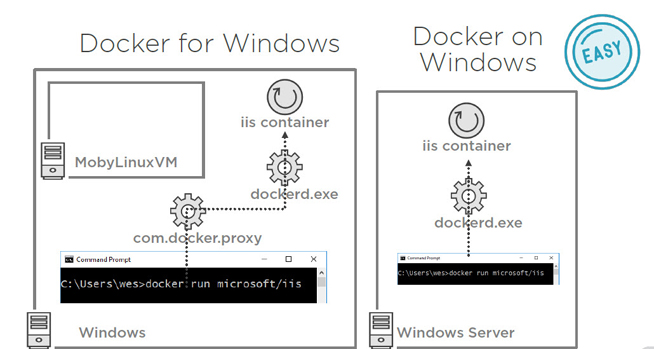 Docker for Windows
Docker on
Windows
EASY
iis container
MobyLinuxVM
dockerd.exe
com.docker.proxy
Command Prompt
C:\Users\wes>docker run microsoft/iis
Windows
iis container
dockerd.exe
Command Prompt
C:\Users\wes>docker run microsoft/iis
Windows Server